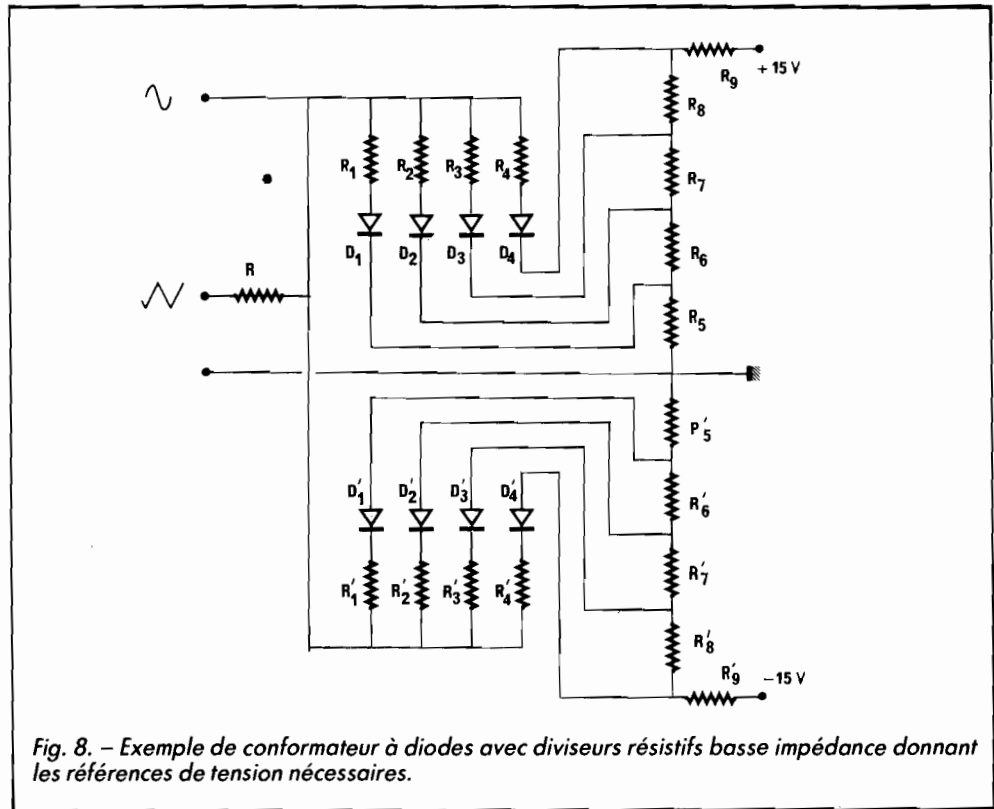 R9
+ 15 V
R8
R1 R2 R3 R4
R7
D1 D2 D3 D4
R6
R
R5
P'5
D'1 D'2 D'3 D'4
R'6
R'1 R'2 R'3 R'4
R'7
R'8
R'9 –15 V
Fig. 8. – Exemple de conformateur à diodes avec diviseurs résistifs basse impédance donnant
les références de tension nécessaires.